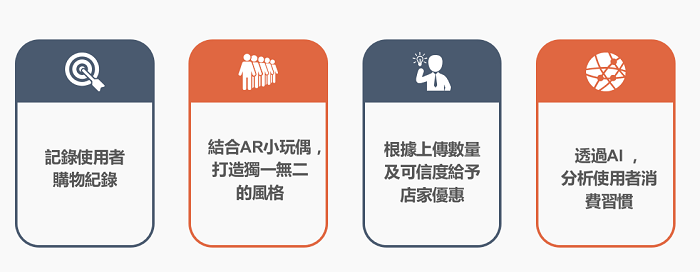 記錄使用者
購物紀錄
結合AR小玩偶，
打造獨一無二
的風格
根據上傳數量
及可信度給予
店家優惠
透過AI ，
分析使用者消
費習慣